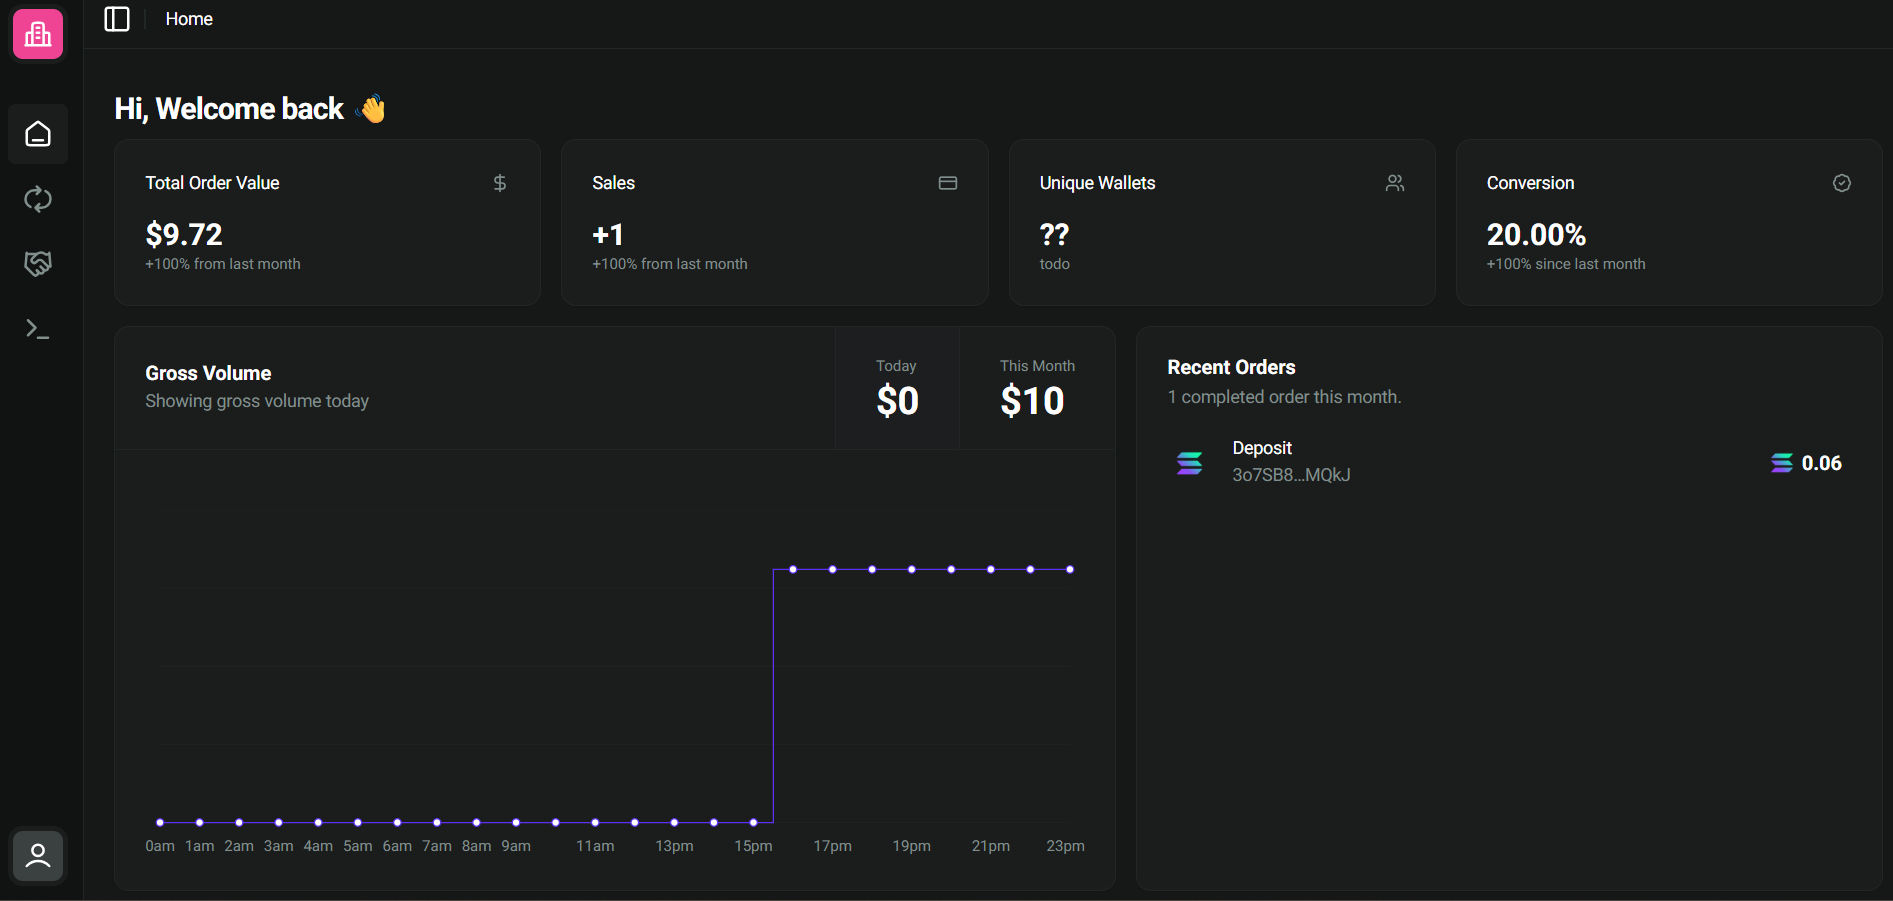 Home
Hi, Welcome back 👋
Total Order Value
$9.72
+100% from last month
Sales
+1
+100% from last month
Unique Wallets
??
todo
Conversion
20.00%
+100% since last month
Gross Volume
Showing gross volume today
Today
$0
This Month
$10
0am 1am 2am 3am 4am 5am 6am 7am 8am 9am 11am 13pm 15pm 17pm 19pm 21pm 23pm
Recent Orders
1 completed order this month.
Deposit
3o7SB8...MQkJ
0.06